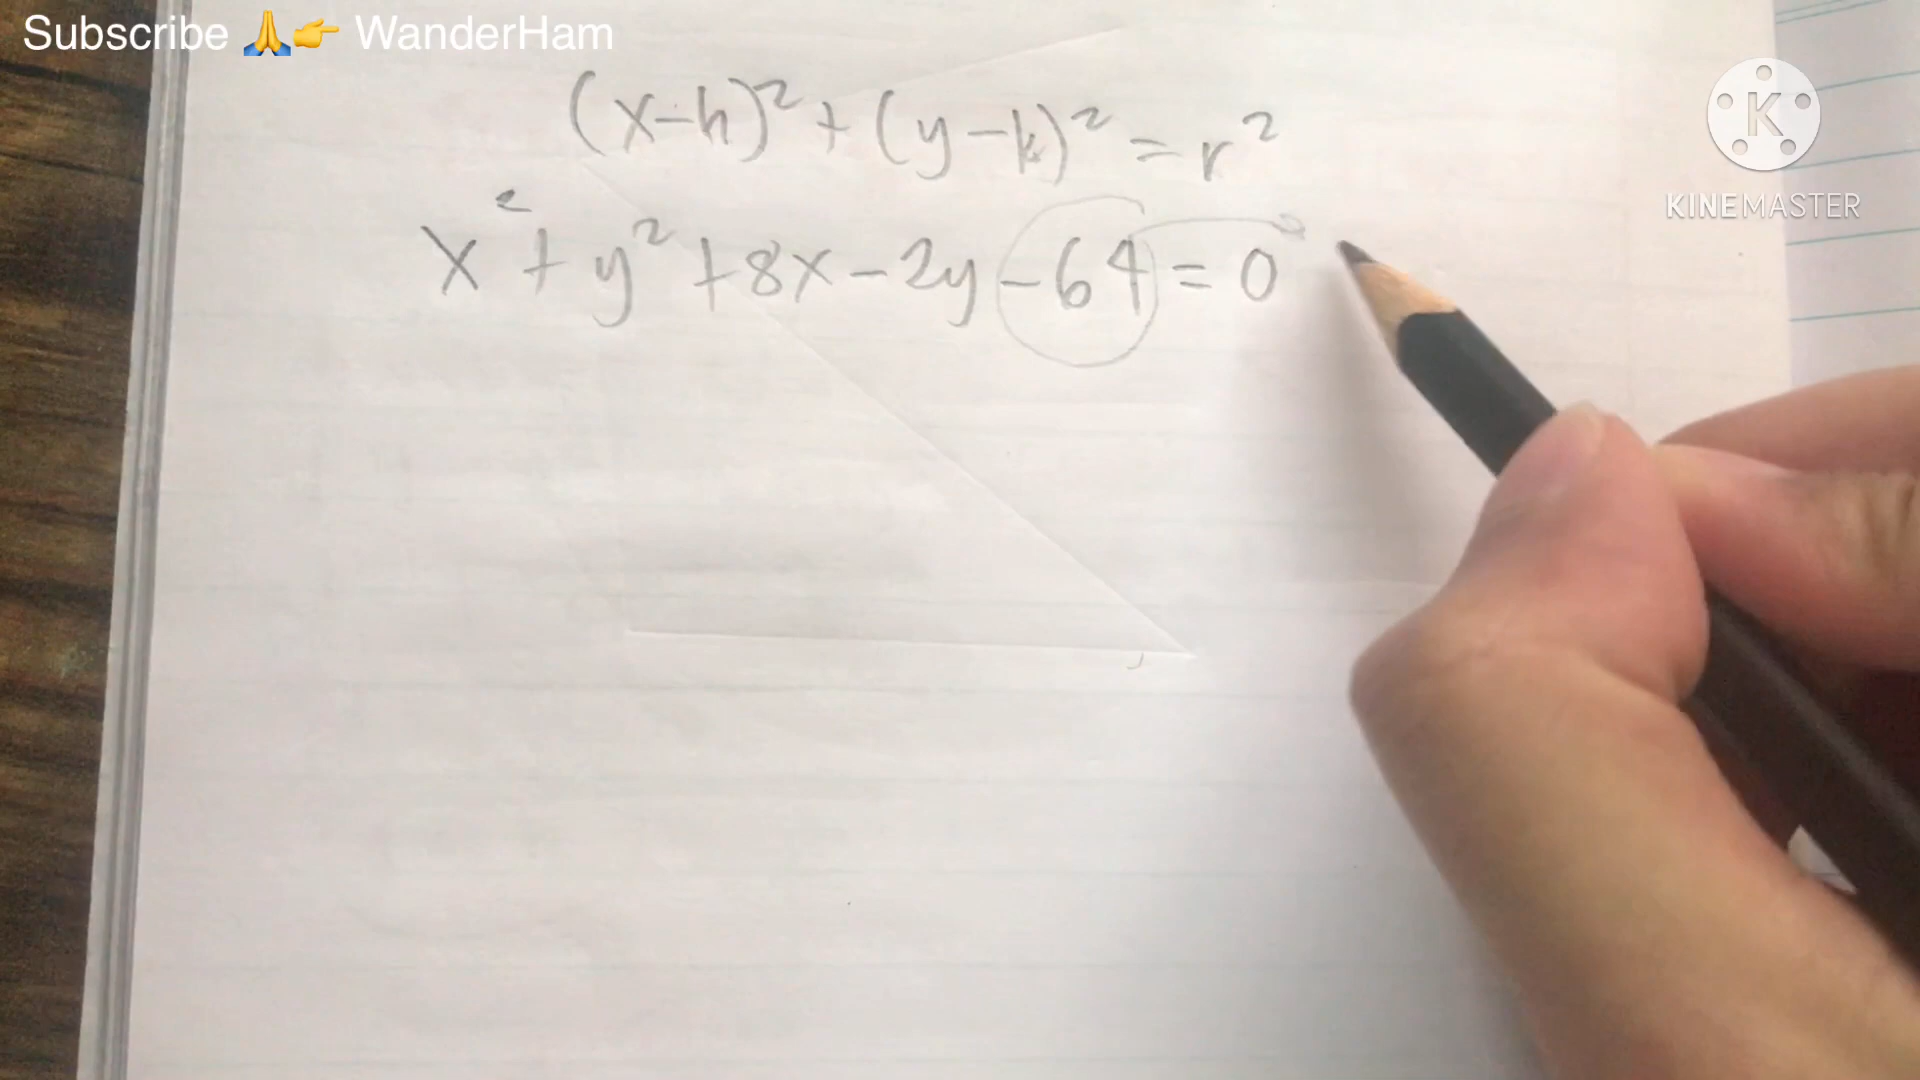 Subscribe 🙏👉 WanderHam
(x-h)² + (y-k)² = r²
x² + y² + 8x - 2y - 64 = 0
K
KINEMASTER